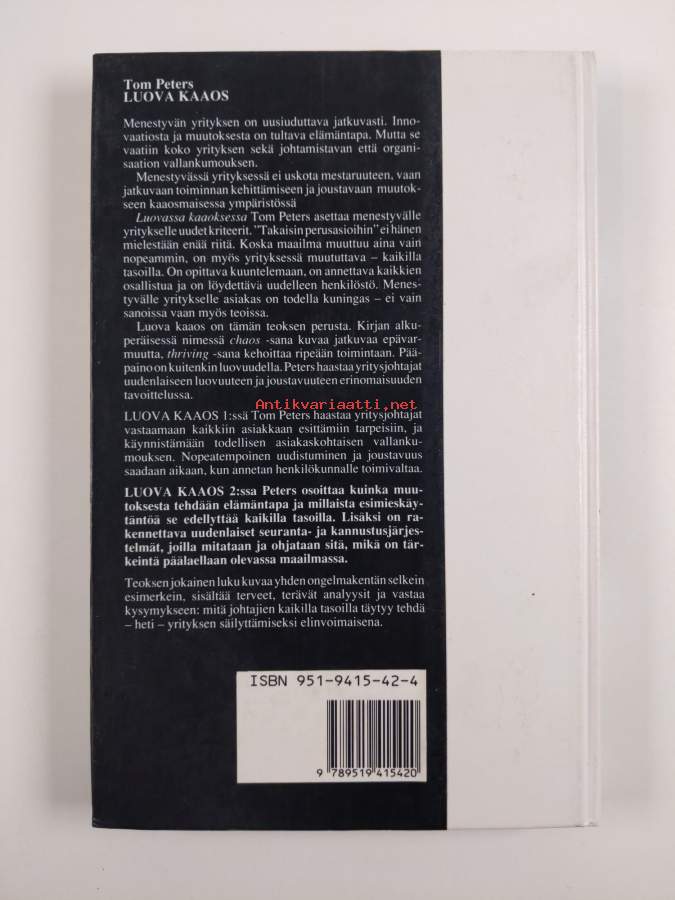 Tom Peters
LUOVA KAAOS
Menestyvän yrityksen on uusiuduttava jatkuvasti. Inno-
vaatiosta ja muutoksesta on tultava elämäntapa. Mutta se
vaatiin koko yrityksen sekä johtamistavan että organi-
saation vallankumouksen.
Menestyvässä yrityksessä ei uskota mestaruuteen, vaan
jatkuvaan toiminnan kehittämiseen ja joustavaan muutok-
seen kaaosmaisessa ympäristössä
Luovassa kaaoksessa Tom Peters asettaa menestyvälle
yritykselle uudet kriteerit. "Takaisin perusasioihin" ei hänen
mielestään enää riitä. Koska maailma muuttuu aina vain
nopeammin, on myös yrityksessä muututtava – kaikilla
tasoilla. On opittava kuuntelemaan, on annettava kaikkien
osallistua ja on löydettävä uudelleen henkilöstö. Menes-
tyvälle yritykselle asiakas on todella kuningas – ei vain
sanoissa vaan myös teoissa.
Luova kaaos on tämän teoksen perusta. Kirjan alku-
peräisessä nimessä chaos -sana kuvaa jatkuvaa epävar-
muutta, thriving -sana kehoittaa ripeään toimintaan. Pää-
paino on kuitenkin luovuudella. Peters haastaa yritysjohtajat
uudenlaiseen luovuuteen ja joustavuuteen erinomaisuuden
tavoittelussa.
Antikvariaatti.net
LUOVA KAAOS 1:ssä Tom Peters haastaa yritysjohtajat
vastaamaan kaikkiin asiakkaan esittämiin tarpeisiin, ja
käynnistämään todellisen asiakaskohtaisen vallanku-
mouksen. Nopeatempoinen uudistuminen ja joustavuus
saadaan aikaan, kun annetan henkilökunnalle toimivaltaa.
LUOVA KAAOS 2:ssa Peters osoittaa kuinka muu-
toksesta tehdään elämäntapa ja millaista esimieskäy-
täntöä se edellyttää kaikilla tasoilla. Lisäksi on ra-
kennettava uudenlaiset seuranta- ja kannustusjärjes-
telmät, joilla mitataan ja ohjataan sitä, mikä on tär-
keintä päälaellaan olevassa maailmassa.
Teoksen jokainen luku kuvaa yhden ongelmakentän selkein
esimerkein, sisältää terveet, terävät analyysit ja vastaa
kysymykseen: mitä johtajien kaikilla tasoilla täytyy tehdä
– heti – yrityksen säilyttämiseksi elinvoimaisena.
ISBN 951-9415-42-4
9 789519 415420